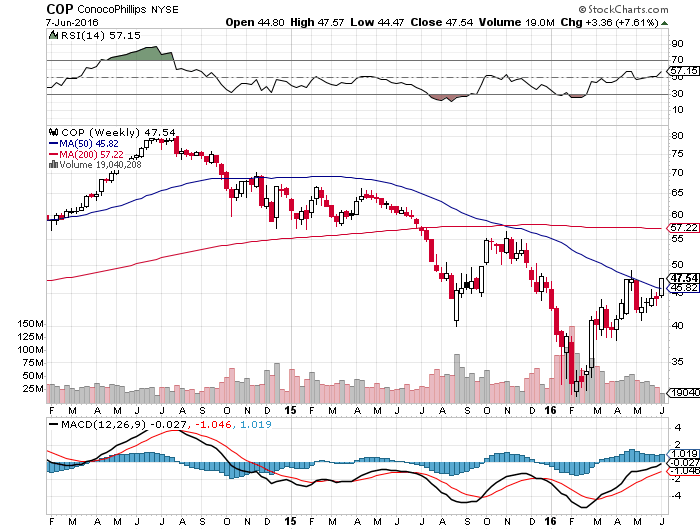 COP ConocoPhillips NYSE © StockCharts.com
7-Jun-2016 Open 44.80 High 47.57 Low 44.47 Close 47.54 Volume 19.0M Chg +3.36 (+7.61%)
RSI(14) 57.15
90
70
57.15
50
30
10
COP (Weekly) 47.54
MA(50) 45.82
MA(200) 57.22
Volume 19,040,208
80
75
70
65
60
57.22
55
50
47.54
45.82
40
35
150M
125M
100M
75M
50M
25M
19040
F M A M J J A S O N D 15 F M A M J J A S O N D 16 F M A M J
MACD(12,26,9) -0.027, -1.046, 1.019
4
2
1.019
-0.027
-1.046
-2
-4
F M A M J J A S O N D 15 F M A M J J A S O N D 16 F M A M J